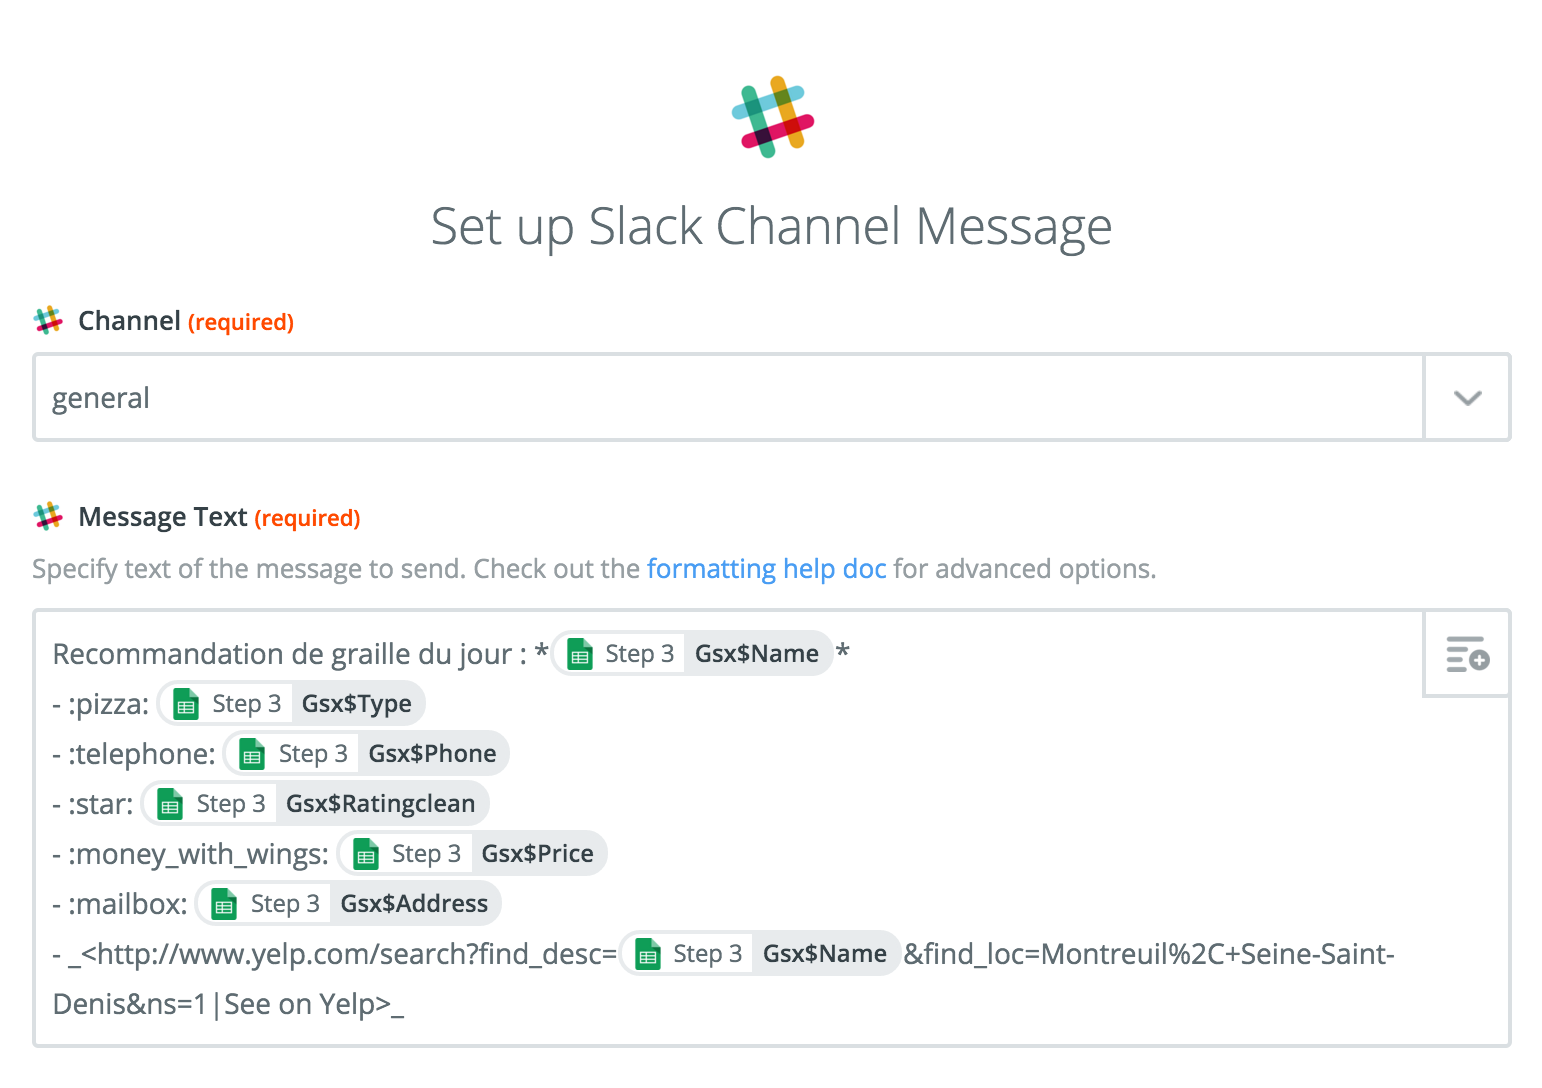 Set up Slack Channel Message
Channel (required)
general
Message Text (required)
Specify text of the message to send. Check out the formatting help doc for advanced options.
Recommandation de graille du jour : * Step 3 Gsx$Name *
- :pizza: Step 3 Gsx$Type
- :telephone: Step 3 Gsx$Phone
- :star: Step 3 Gsx$Ratingclean
- :money_with_wings: Step 3 Gsx$Price
- :mailbox: Step 3 Gsx$Address
- _<http://www.yelp.com/search?find_desc= Step 3 Gsx$Name &find_loc=Montreuil%2C+Seine-Saint-
Denis&ns=1|See on Yelp>_